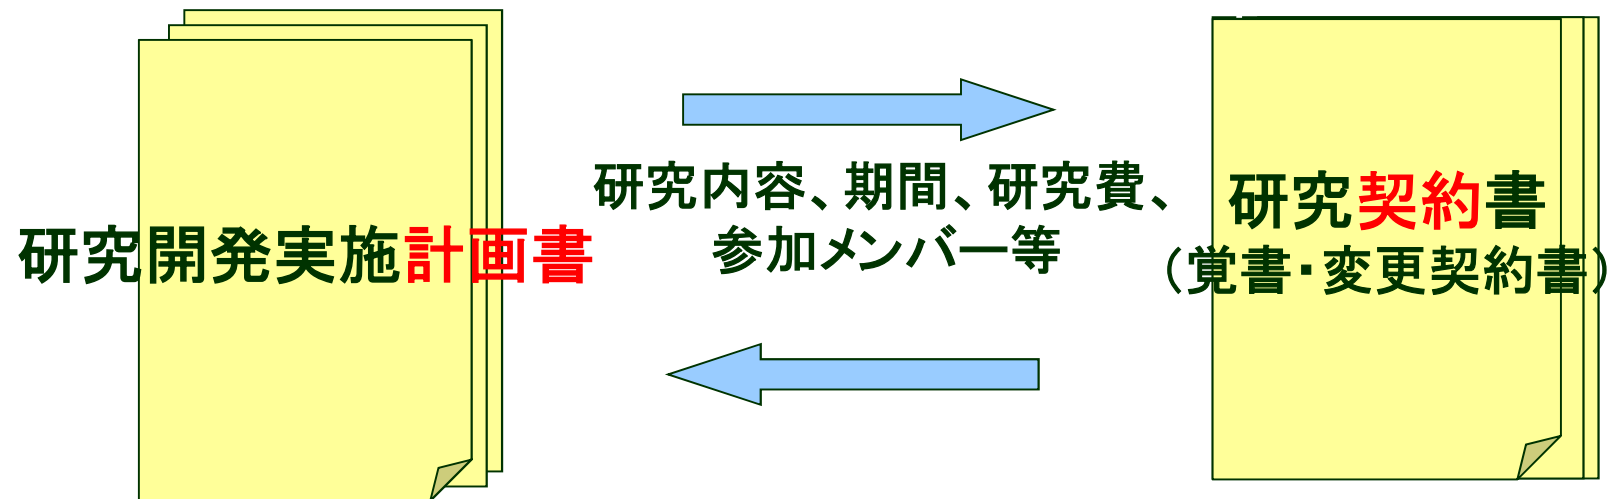 研究開発実施計画書
研究内容、期間、研究費、
参加メンバー等
研究契約書
（覚書・変更契約書）